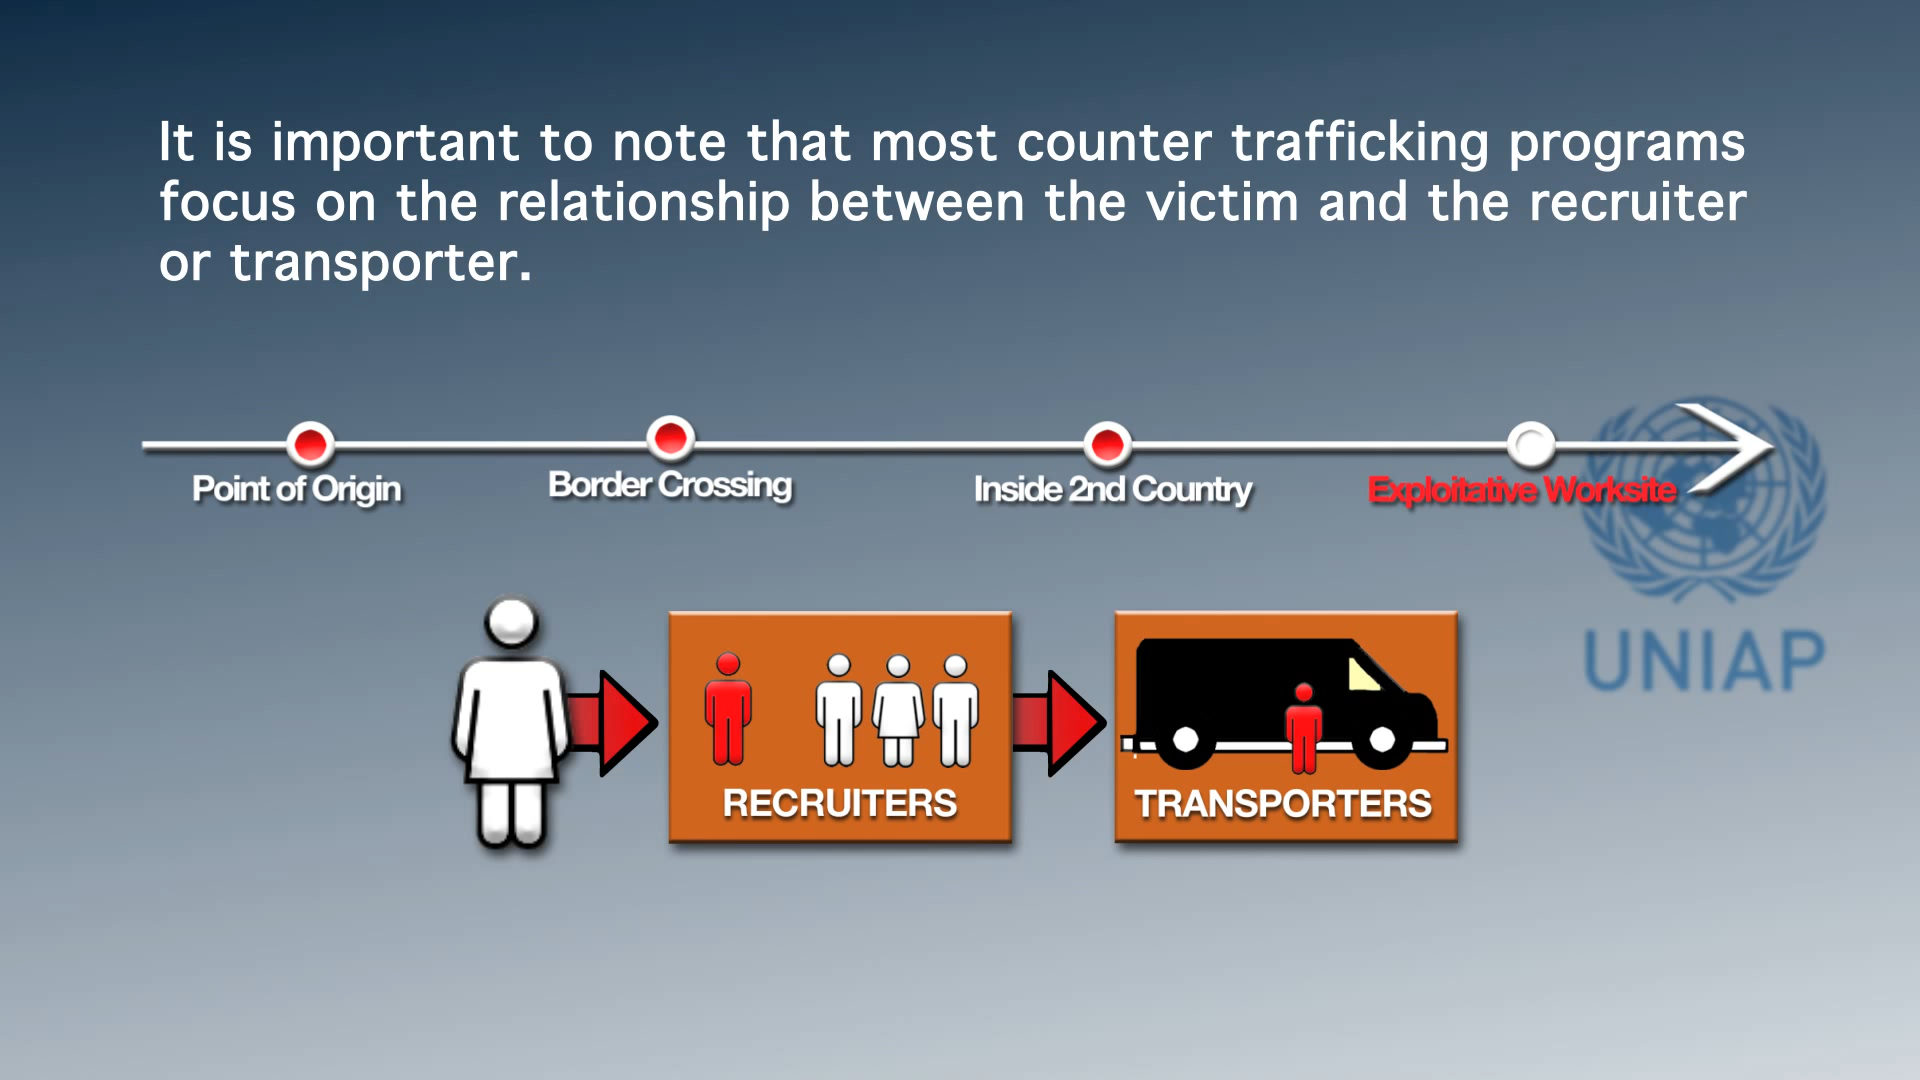 It is important to note that most counter trafficking programs
focus on the relationship between the victim and the recruiter
or transporter.
Point of Origin
Border Crossing
Inside 2nd Country
Exploitative Worksite
UNIAP
RECRUITERS
TRANSPORTERS